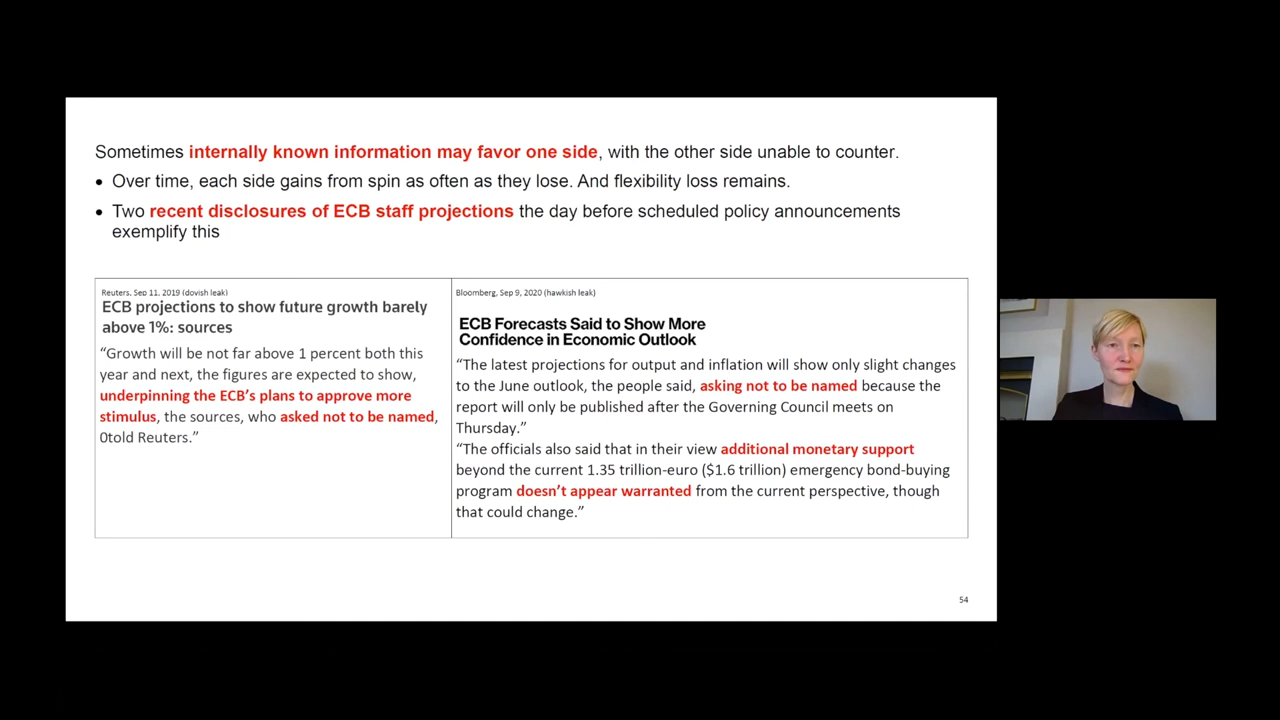 Sometimes internally known information may favor one side, with the other side unable to counter.
• Over time, each side gains from spin as often as they lose. And flexibility loss remains.
• Two recent disclosures of ECB staff projections the day before scheduled policy announcements
exemplify this
Reuters, Sep 11, 2019 (dovish leak)
ECB projections to show future growth barely
above 1%: sources
“Growth will be not far above 1 percent both this
year and next, the figures are expected to show,
underpinning the ECB’s plans to approve more
stimulus, the sources, who asked not to be named,
0told Reuters.”
Bloomberg, Sep 9, 2020 (hawkish leak)
ECB Forecasts Said to Show More
Confidence in Economic Outlook
“The latest projections for output and inflation will show only slight changes
to the June outlook, the people said, asking not to be named because the
report will only be published after the Governing Council meets on
Thursday.”
“The officials also said that in their view additional monetary support
beyond the current 1.35 trillion-euro ($1.6 trillion) emergency bond-buying
program doesn’t appear warranted from the current perspective, though
that could change.”
54